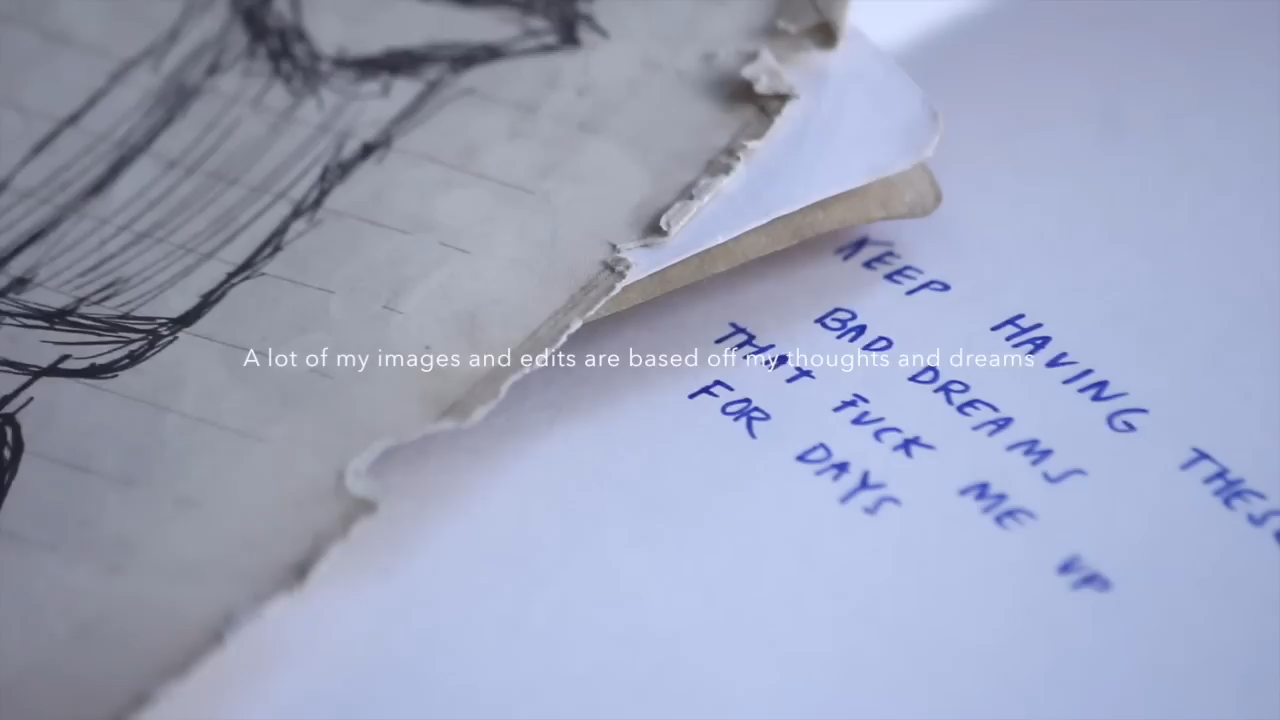 A lot of my images and edits are based off my thoughts and dreams
KEEP HAVING THESE
BAD DREAMS
THAT FUCK ME UP
FOR DAYS